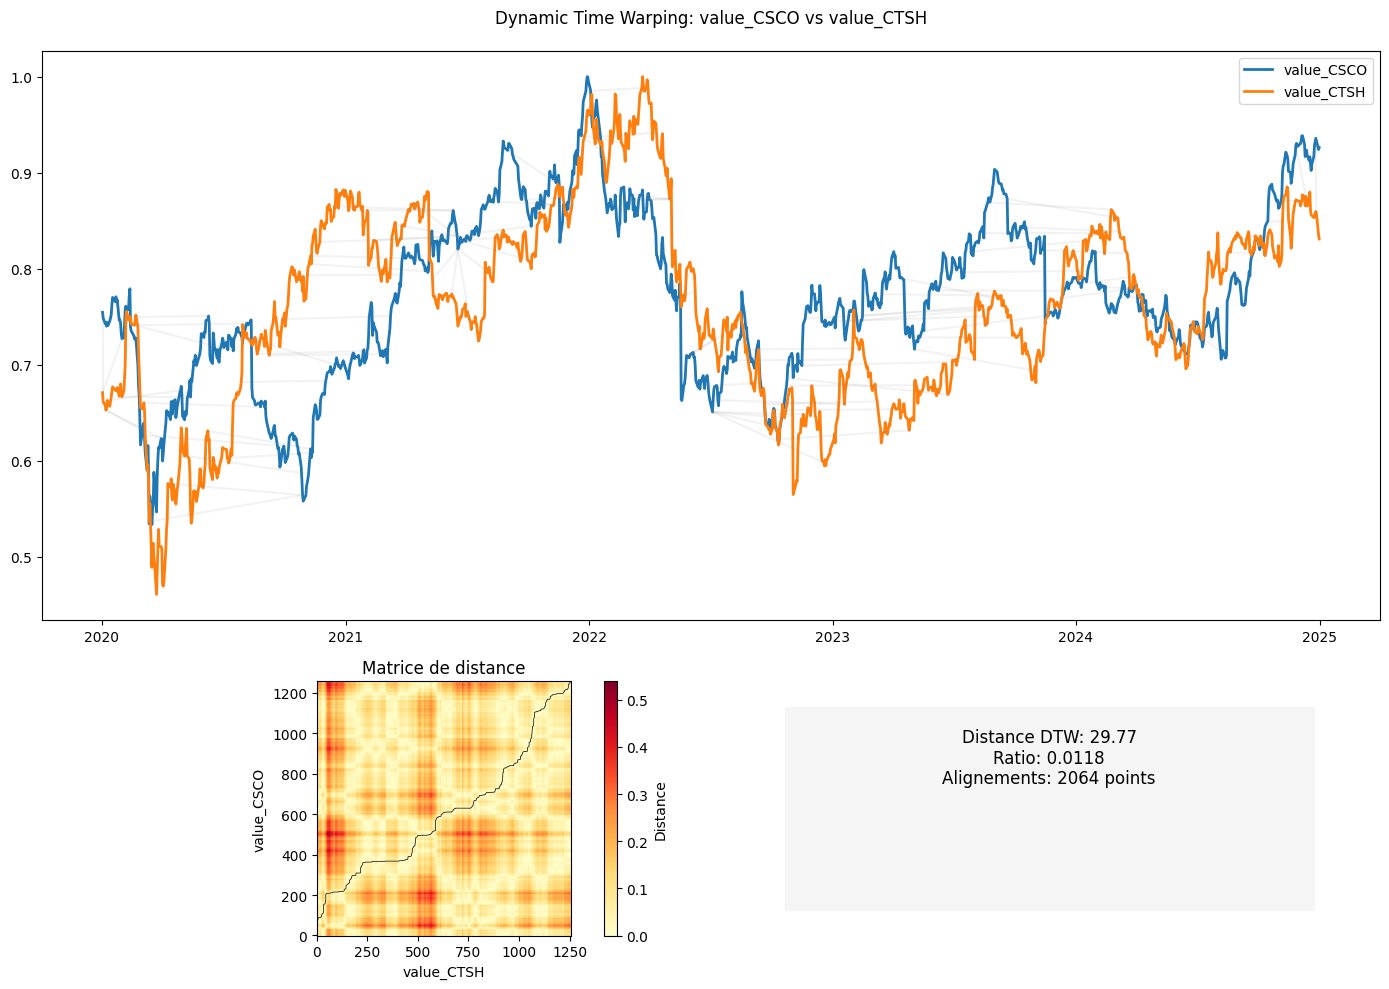 Dynamic Time Warping: value_CSCO vs value_CTSH
value_CSCO
value_CTSH
1.0
0.9
0.8
0.7
0.6
0.5
2020 2021 2022 2023 2024 2025
Matrice de distance
1200
1000
800
600
400
200
0
value_CSCO
0 250 500 750 1000 1250
value_CTSH
0.5
0.4
0.3
0.2
0.1
0.0
Distance
Distance DTW: 29.77
Ratio: 0.0118
Alignements: 2064 points